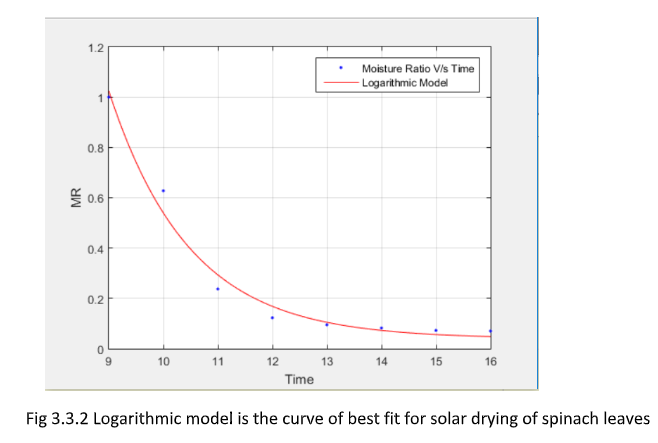 1.2
1
0.8
0.6
0.4
0.2
0
MR
Moisture Ratio V/s Time
Logarithmic Model
9 10 11 12 13 14 15 16
Time
Fig 3.3.2 Logarithmic model is the curve of best fit for solar drying of spinach leaves